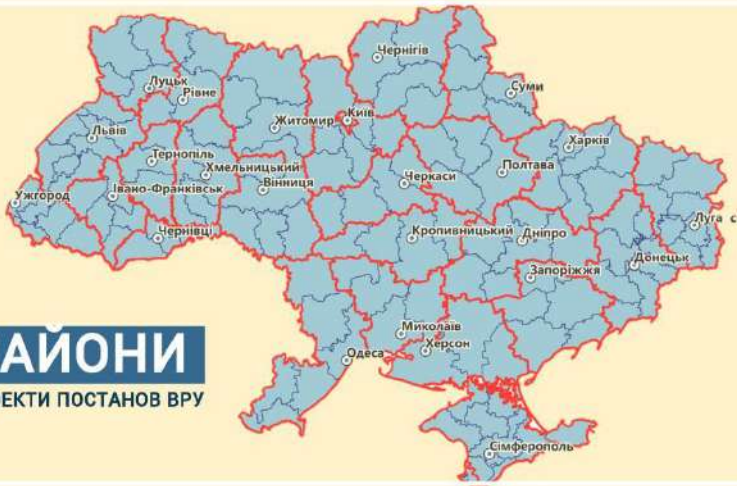 Чернігів
Суми
Луцьк
Рівне
Київ
Житомир
Львів
Харків
Тернопіль
Хмельницький
Полтава
Вінниця
Черкаси
Ужгород
Івано-Франківськ
Луга с
Чернівці
Кропивницький
Дніпро
Донецьк
Запоріжжя
Миколаїв
Херсон
Одеса
АЙОНИ
ЕКТИ ПОСТАНОВ ВРУ
Сімферополь